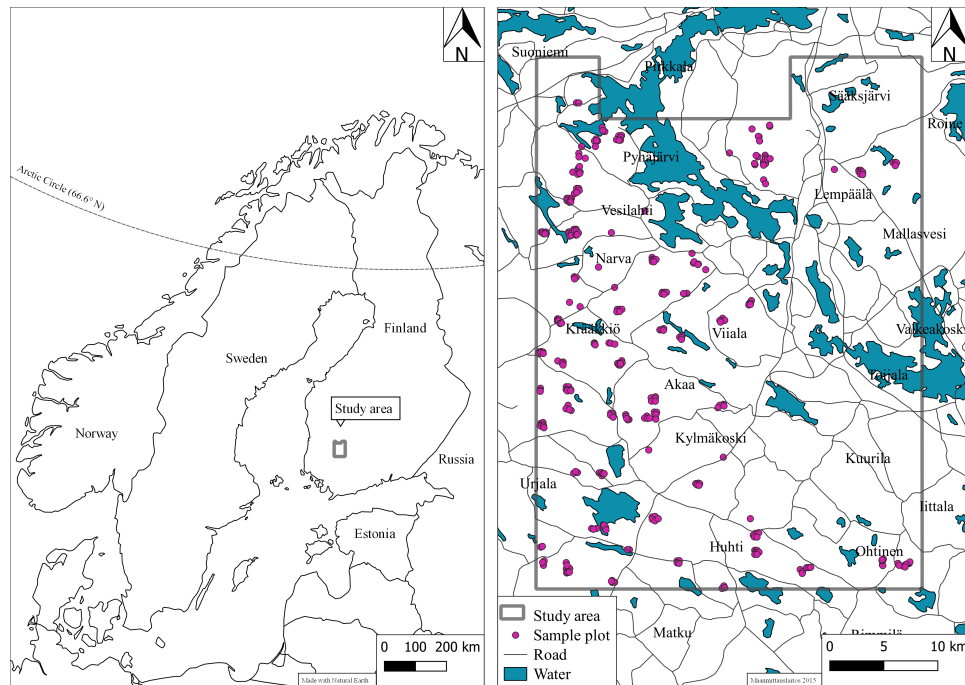 N
Arctic Circle (66.6° N)
Finland
Sweden
Study area
Norway
Russia
Estonia
0 100 200 km
Made with Natural Earth
N
Suoniemi
Pirkkala
Sääksjärvi
Roine
Pyhäjärvi
Lempäälä
Vesilahti
Mallasvesi
Narva
Krääkkiö
Viiala
Valkeakoski
Toijala
Akaa
Kylmäkoski
Kuurila
Urjala
Iittala
Huhti
Ohtinen
Matku
Rimmilä
Study area
Sample plot
Road
Water
0 5 10 km
Maanmittauslaitos 2015